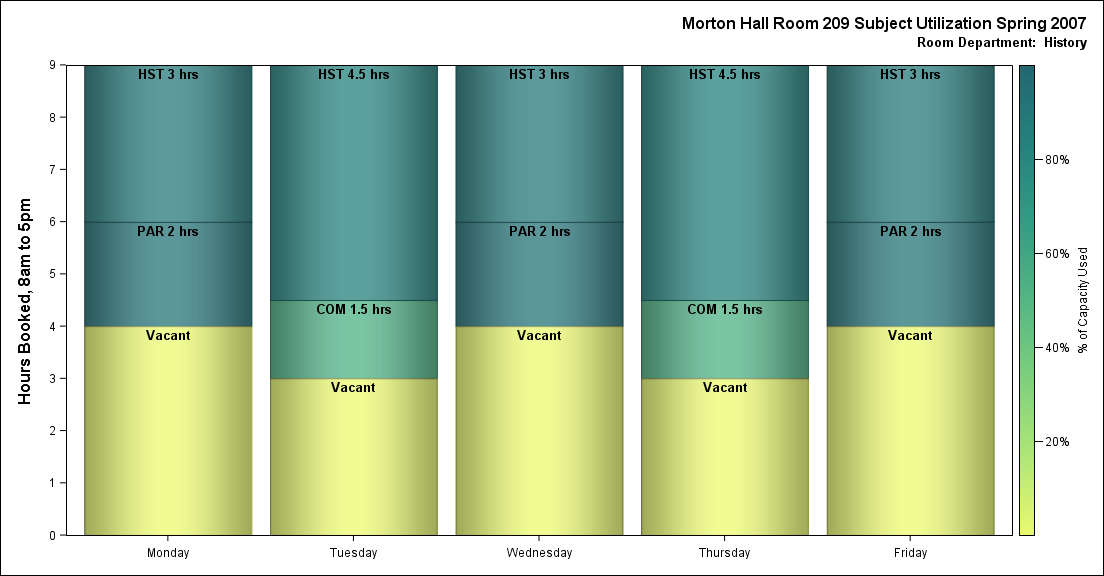 Morton Hall Room 209 Subject Utilization Spring 2007
Room Department: History
Hours Booked, 8am to 5pm
9
8
7
6
5
4
3
2
1
0
HST 3 hrs
PAR 2 hrs
Vacant
Monday
HST 4.5 hrs
COM 1.5 hrs
Vacant
Tuesday
HST 3 hrs
PAR 2 hrs
Vacant
Wednesday
HST 4.5 hrs
COM 1.5 hrs
Vacant
Thursday
HST 3 hrs
PAR 2 hrs
Vacant
Friday
80%
60%
40%
20%
% of Capacity Used